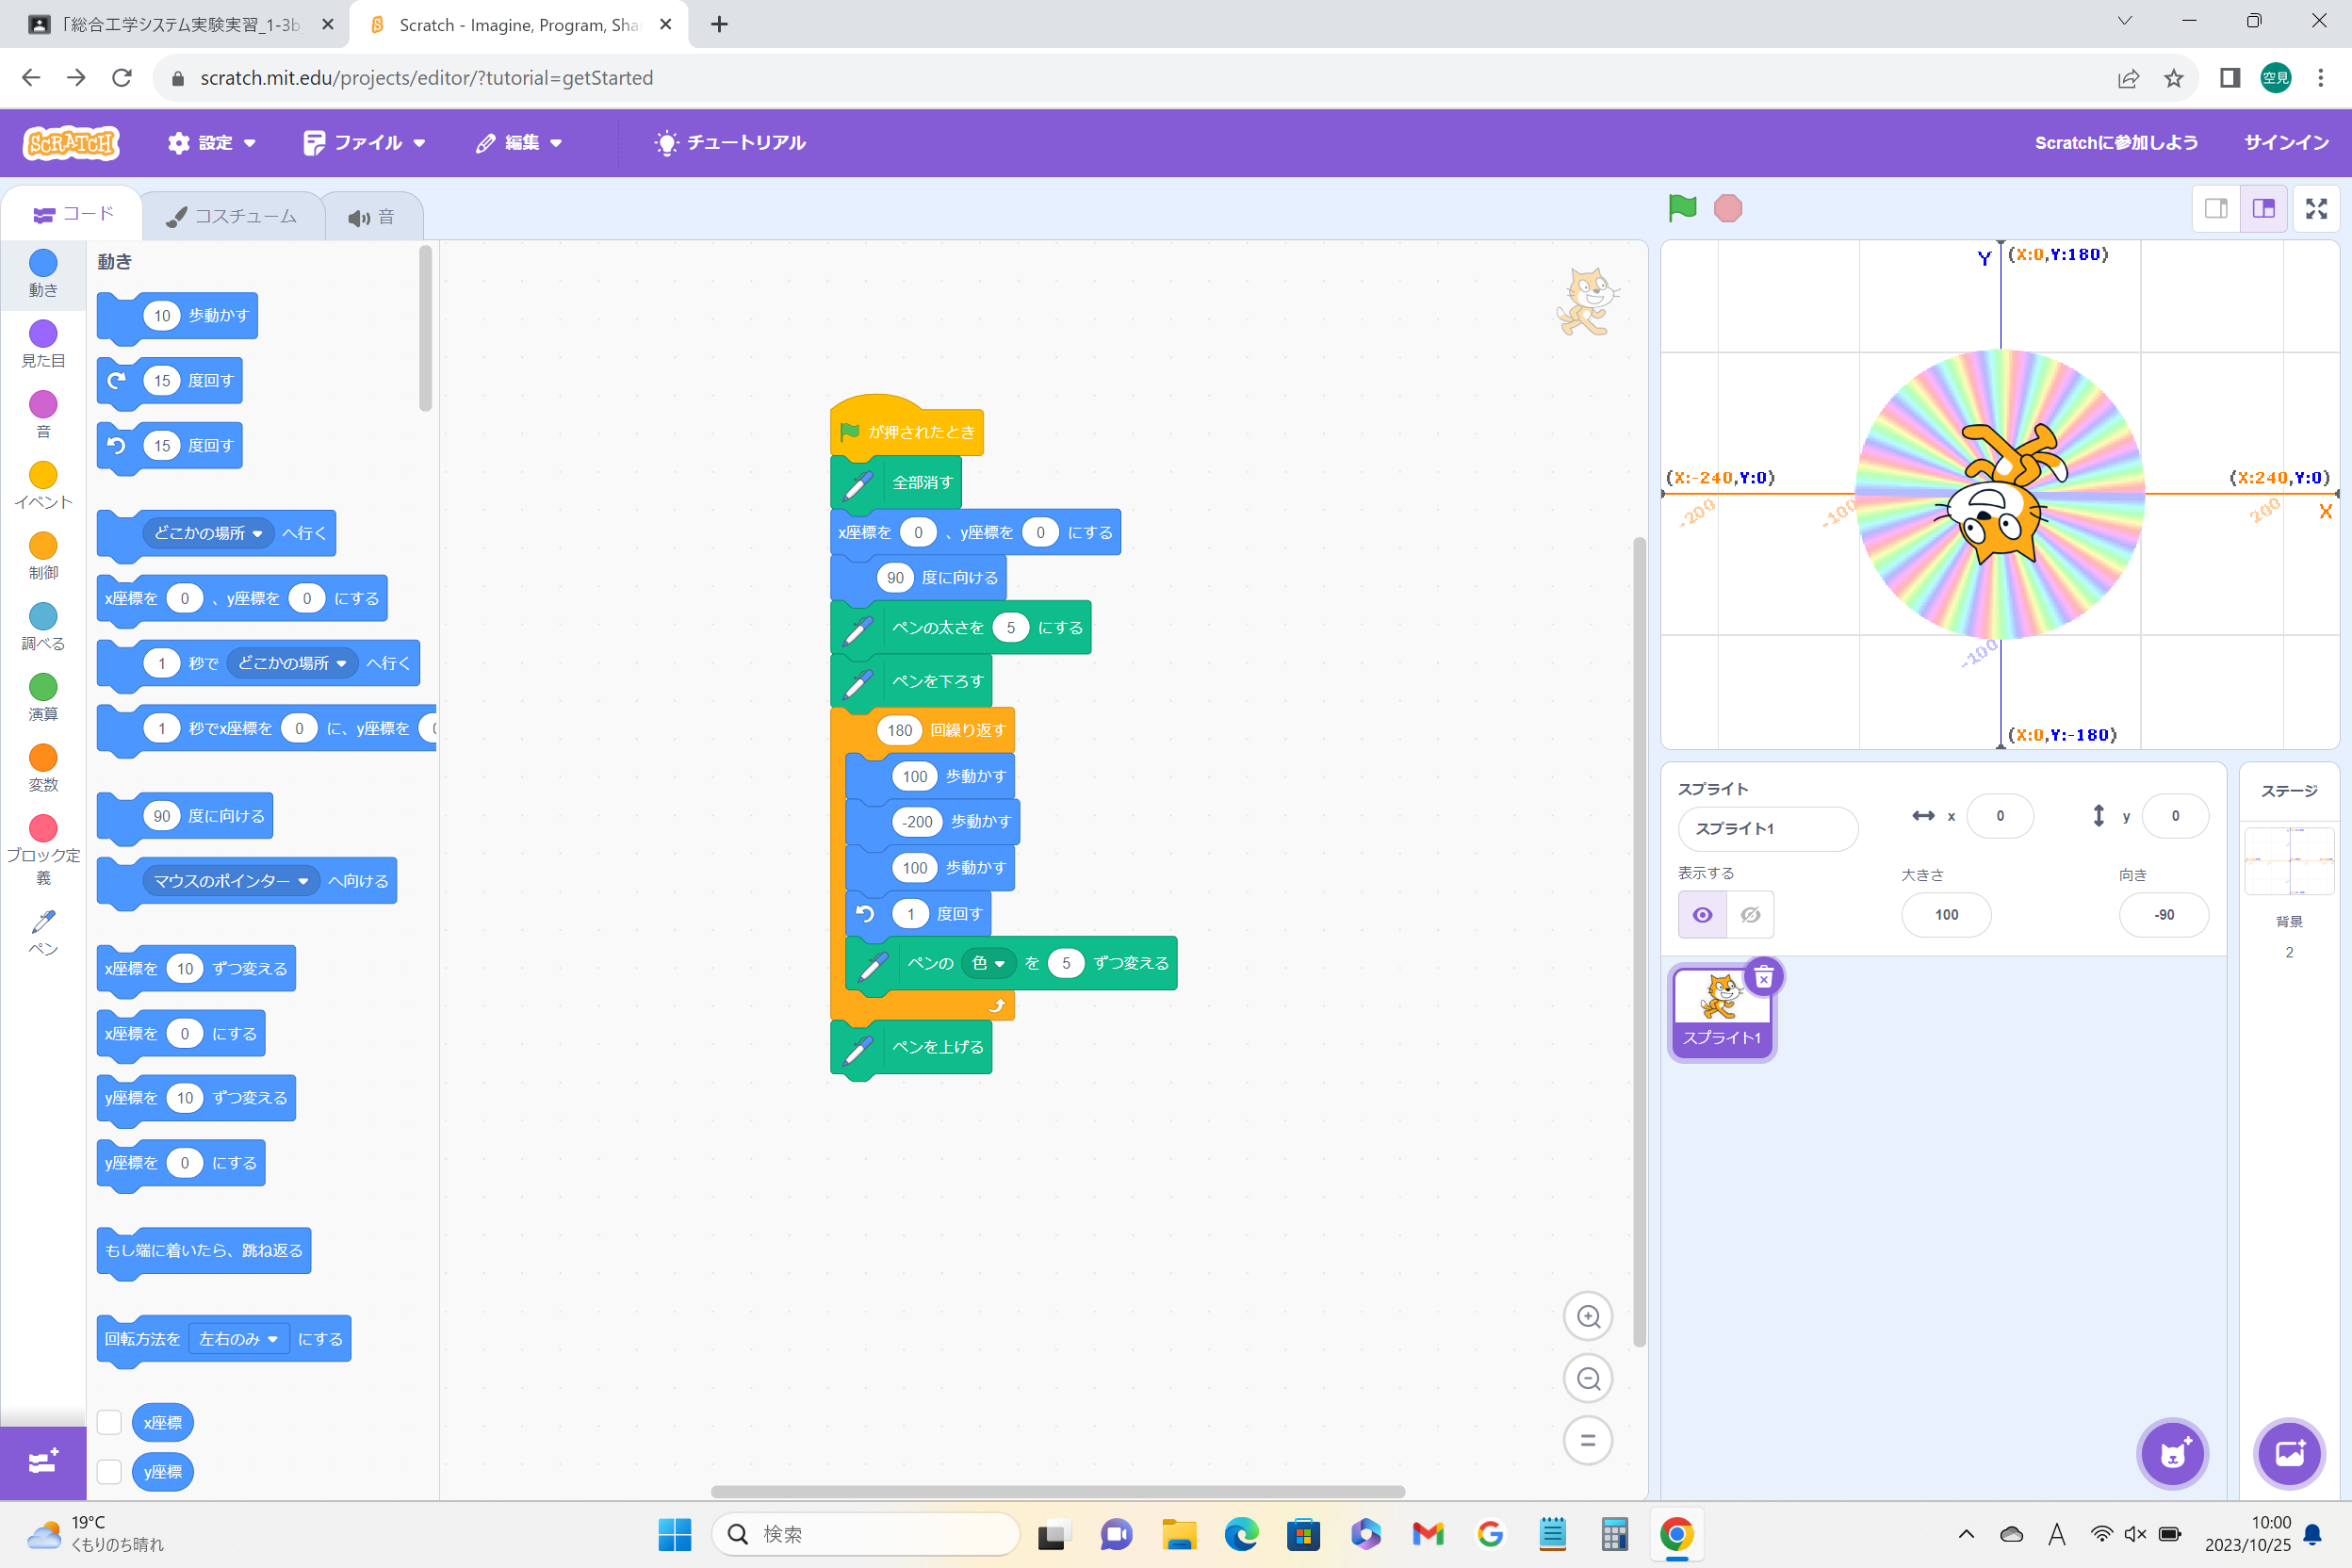 「総合工学システム実験実習_1-3b
Scratch - Imagine, Program, Sha
scratch.mit.edu/projects/editor/?tutorial=getStarted
空見
SCRATCH
設定
ファイル
編集
チュートリアル
Scratchに参加しよう
サインイン
コード
コスチューム
音
動き
見た目
音
イベント
制御
調べる
演算
変数
ブロック定
義
ペン
動き
10 歩動かす
15 度回す
15 度回す
どこかの場所 へ行く
x座標を 0 、y座標を 0 にする
1 秒で どこかの場所 へ行く
1 秒でx座標を 0 に、y座標を
90 度に向ける
マウスのポインター へ向ける
x座標を 10 ずつ変える
x座標を 0 にする
y座標を 10 ずつ変える
y座標を 0 にする
もし端に着いたら、跳ね返る
回転方法を 左右のみ にする
x座標
y座標
が押されたとき
全部消す
x座標を 0 、y座標を 0 にする
90 度に向ける
ペンの太さを 5 にする
ペンを下ろす
180 回繰り返す
100 歩動かす
-200 歩動かす
100 歩動かす
1 度回す
ペンの 色 を 5 ずつ変える
ペンを上げる
Y (X:0,Y:180)
(X:-240,Y:0)
(X:240,Y:0)
-200
-100
200
X
-100
(X:0,Y:-180)
スプライト
スプライト1
x 0
y 0
表示する
大きさ
100
向き
-90
スプライト1
ステージ
背景
2
19°C
くもりのち晴れ
検索
A
10:00
2023/10/25